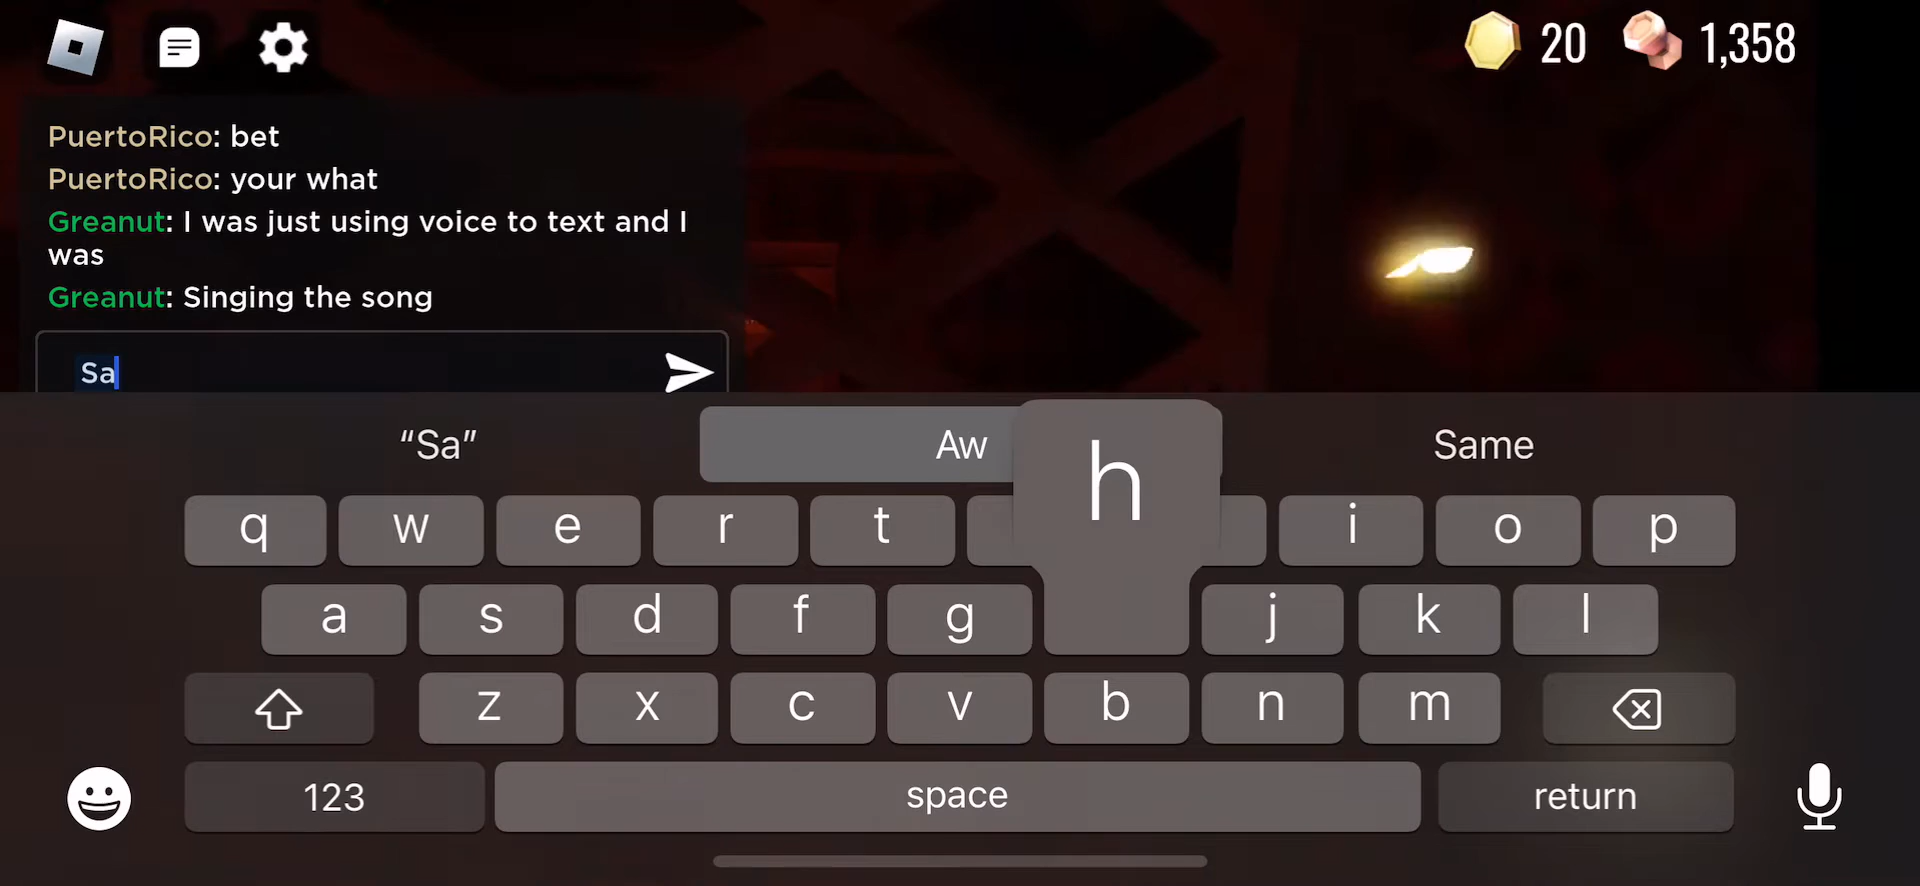 20 1,358
PuertoRico: bet
PuertoRico: your what
Greanut: I was just using voice to text and I
was
Greanut: Singing the song
Sa
“Sa” Aw Same
h
q w e r t i o p
a s d f g j k l
z x c v b n m
123 space return